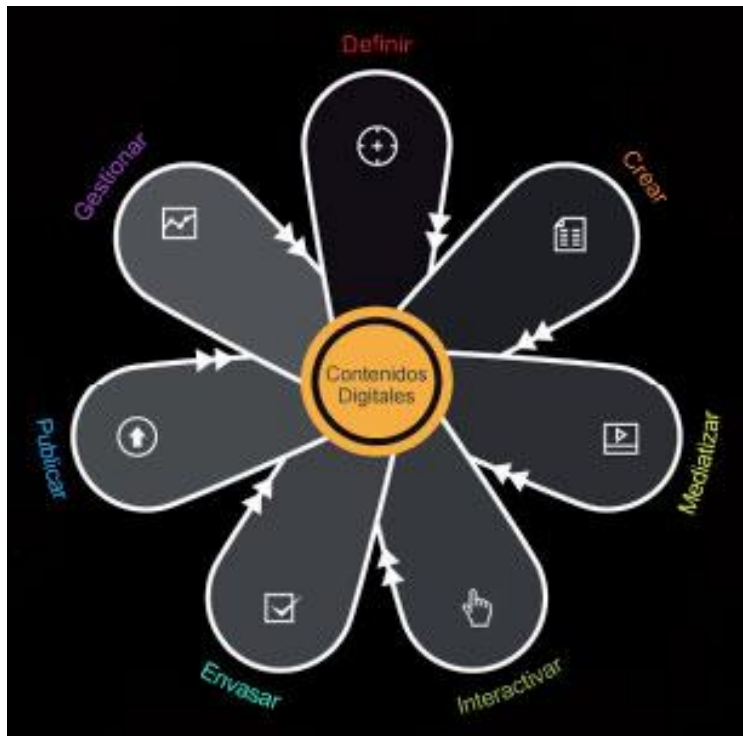 Definir
Crear
Mediatizar
Interactivar
Envasar
Publicar
Gestionar
Contenidos
Digitales